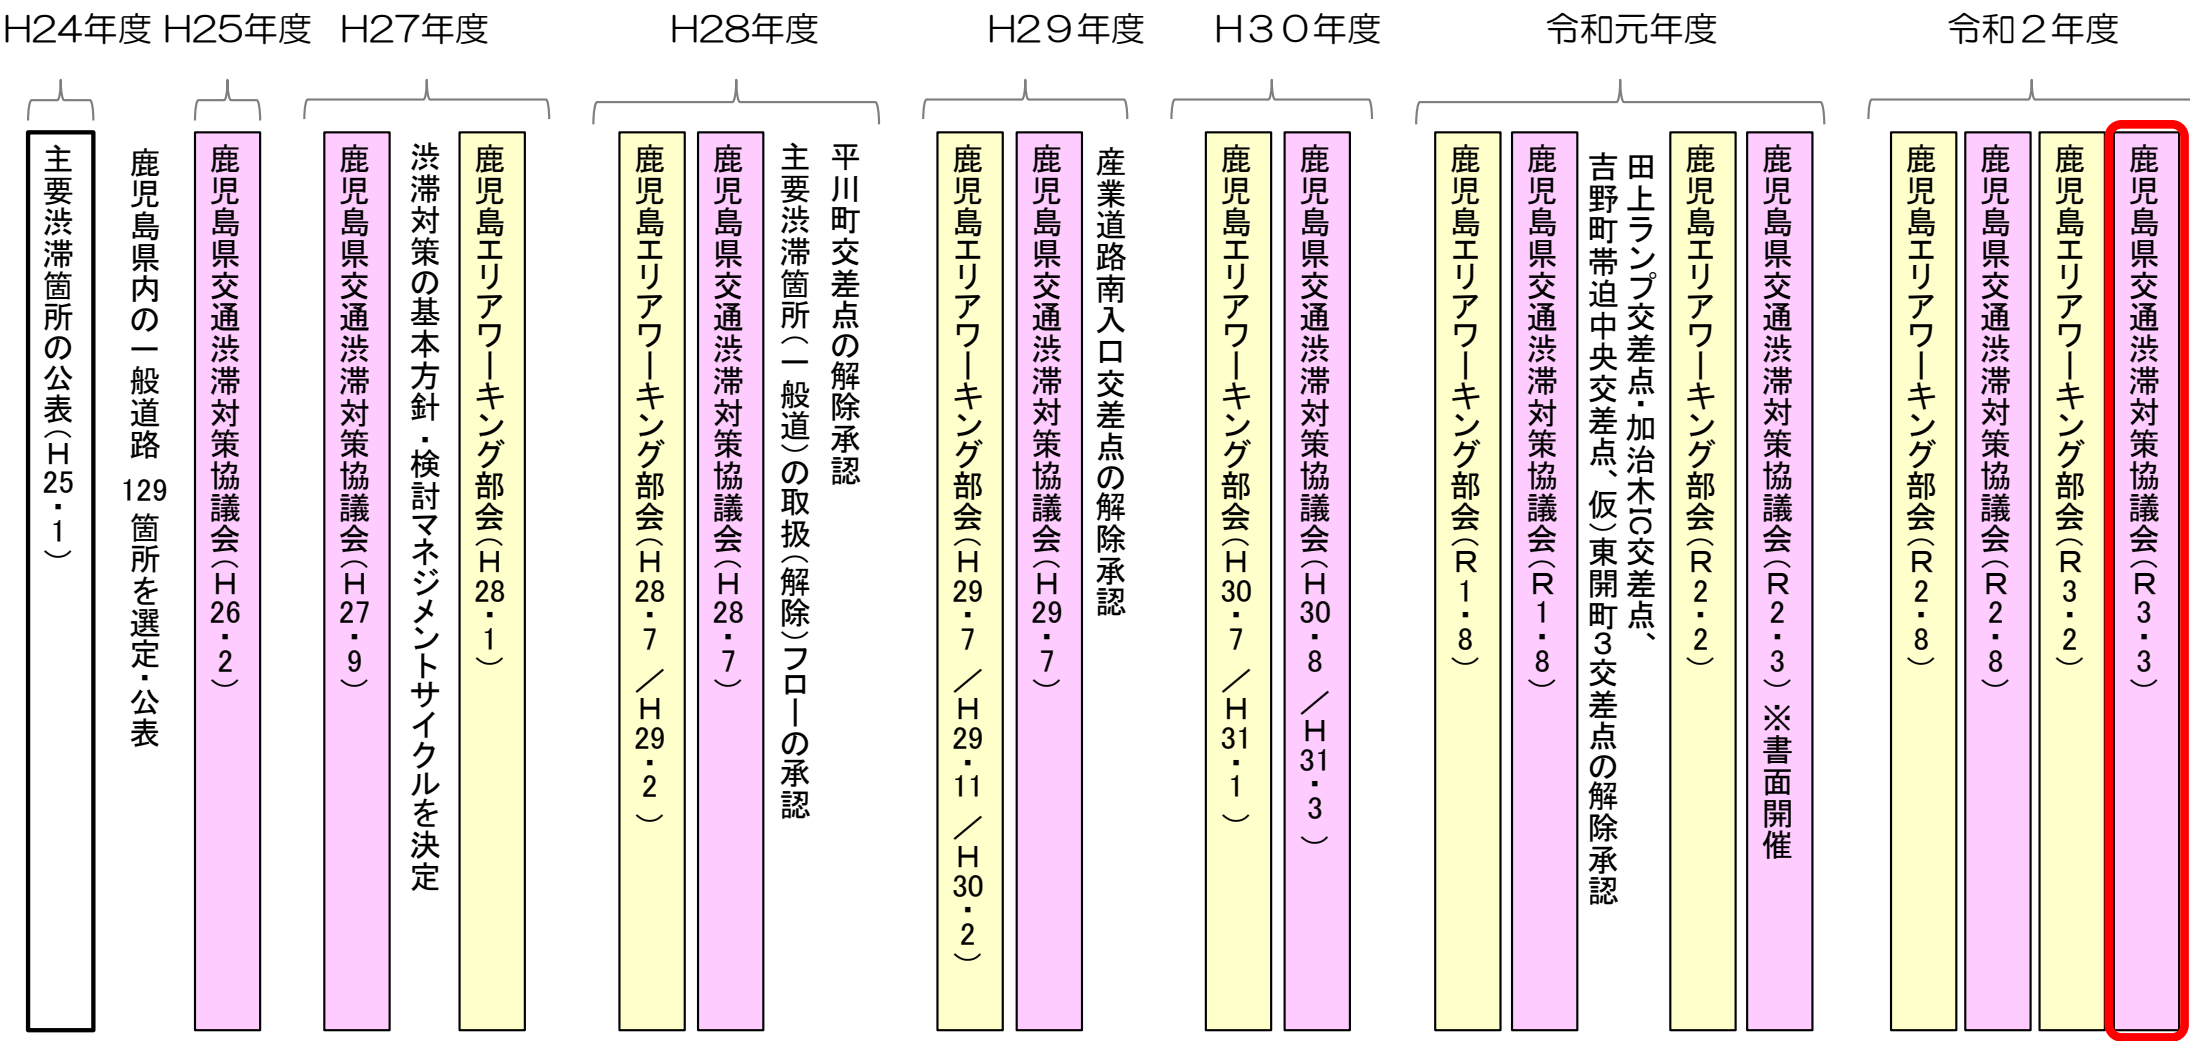 H24年度
H25年度
H27年度
H28年度
H29年度
H30年度
令和元年度
令和2年度
主要渋滞箇所の公表(H25・1)
鹿児島県内の一般道路 129 箇所を選定・公表
鹿児島県交通渋滞対策協議会(H26・2)
鹿児島県交通渋滞対策協議会(H27・9)
渋滞対策の基本方針・検討マネジメントサイクルを決定
鹿児島エリアワーキング部会(H28・1)
鹿児島エリアワーキング部会(H28・7/H29・2)
鹿児島県交通渋滞対策協議会(H28・7)
主要渋滞箇所(一般道)の取扱(解除)フローの承認
平川町交差点の解除承認
鹿児島エリアワーキング部会(H29・7/H29・11/H30・2)
鹿児島県交通渋滞対策協議会(H29・7)
産業道路南入口交差点の解除承認
鹿児島エリアワーキング部会(H30・7/H31・1)
鹿児島県交通渋滞対策協議会(H30・8/H31・3)
鹿児島エリアワーキング部会(R1・8)
鹿児島県交通渋滞対策協議会(R1・8)
田上ランプ交差点・加治木IC交差点、
吉野町帯迫中央交差点、仮)東開町3交差点の解除承認
鹿児島エリアワーキング部会(R2・2)
鹿児島県交通渋滞対策協議会(R2・3)※書面開催
鹿児島エリアワーキング部会(R2・8)
鹿児島県交通渋滞対策協議会(R2・8)
鹿児島エリアワーキング部会(R3・2)
鹿児島県交通渋滞対策協議会(R3・3)